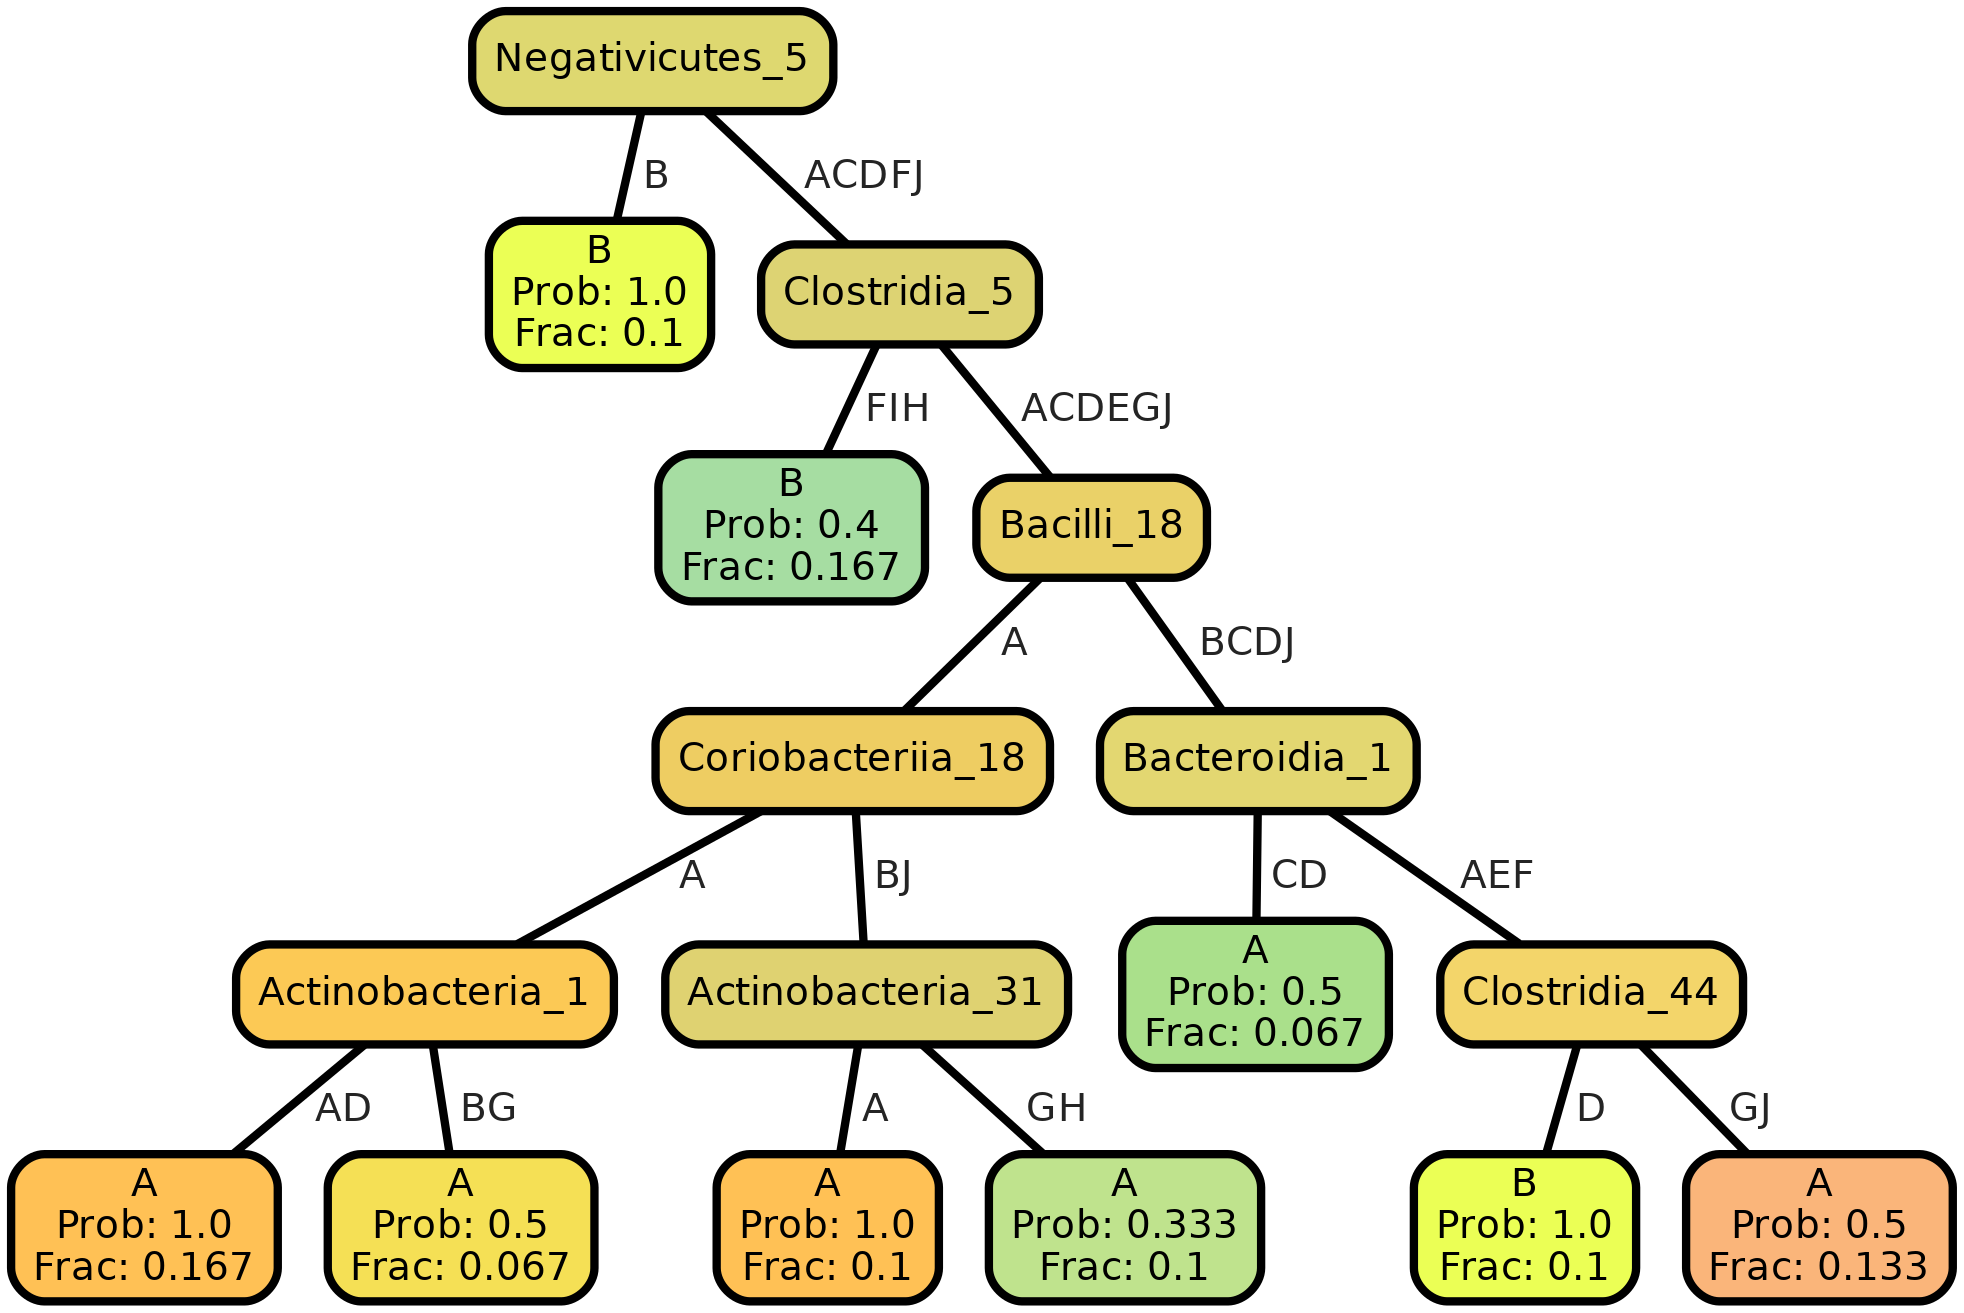 Negativicutes_5
B
ACDFJ
B
Prob: 1.0
Frac: 0.1
Clostridia_5
FIH
ACDEGJ
B
Prob: 0.4
Frac: 0.167
Bacilli_18
A
BCDJ
Coriobacteriia_18
Bacteroidia_1
A
BJ
CD
AEF
Actinobacteria_1
Actinobacteria_31
A
Prob: 0.5
Frac: 0.067
Clostridia_44
AD
BG
A
GH
D
GJ
A
Prob: 1.0
Frac: 0.167
A
Prob: 0.5
Frac: 0.067
A
Prob: 1.0
Frac: 0.1
A
Prob: 0.333
Frac: 0.1
B
Prob: 1.0
Frac: 0.1
A
Prob: 0.5
Frac: 0.133